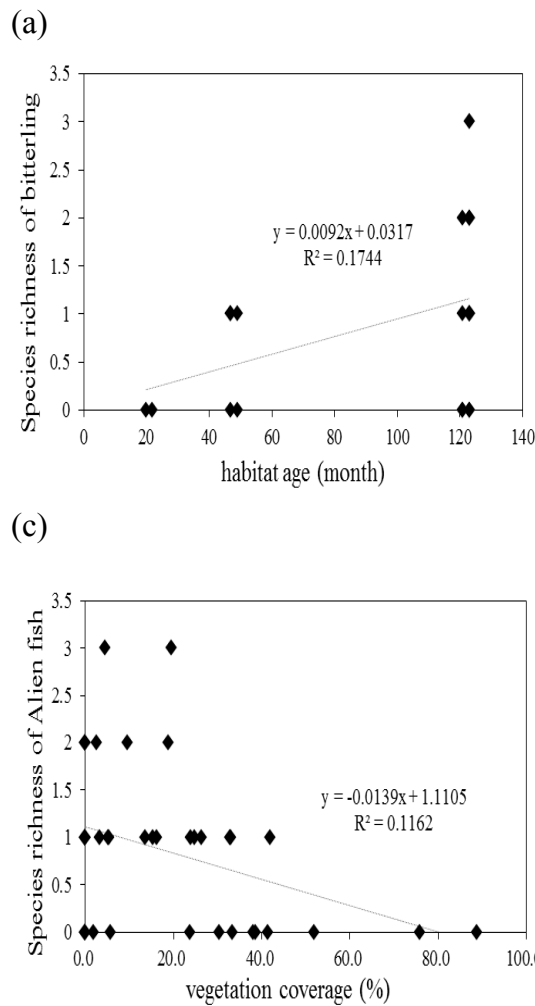 (a)
Species richness of bitterling
3.5
3
2.5
2
1.5
1
0.5
0
y = 0.0092x + 0.0317
R² = 0.1744
0 20 40 60 80 100 120 140
habitat age (month)
(c)
Species richness of Alien fish
3.5
3
2.5
2
1.5
1
0.5
0
y = -0.0139x + 1.1105
R² = 0.1162
0.0 20.0 40.0 60.0 80.0 100.0
vegetation coverage (%)